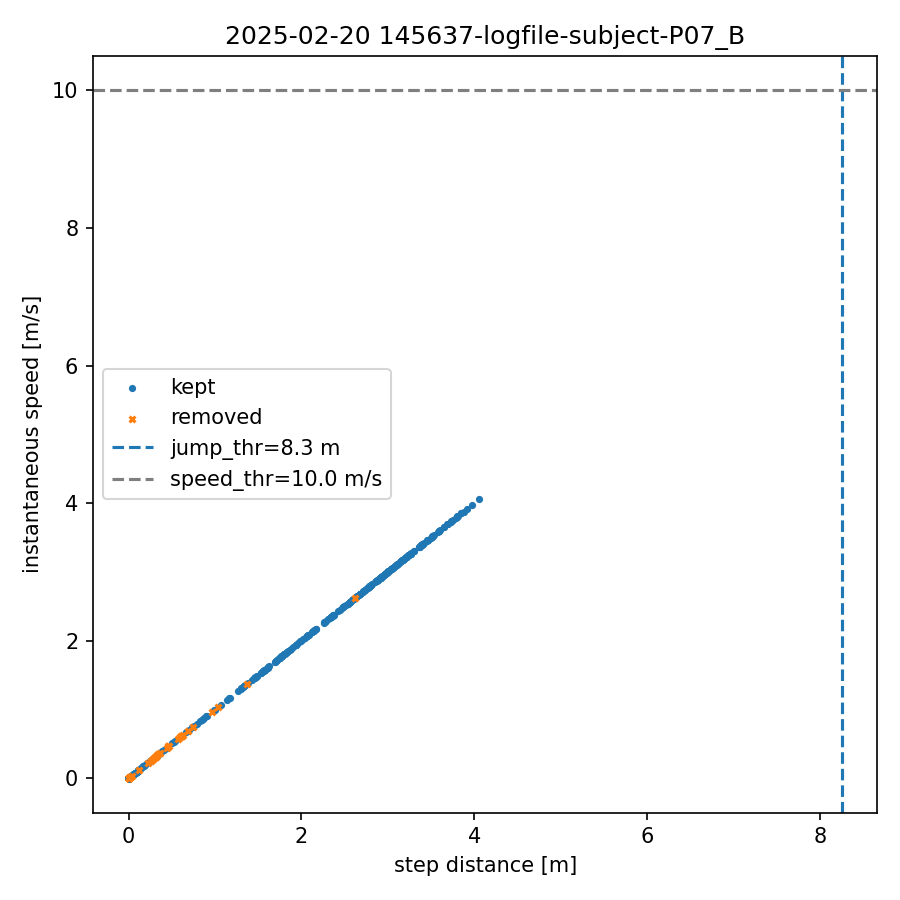 2025-02-20 145637-logfile-subject-P07_B
10
8
6
4
2
0
instantaneous speed [m/s]
kept
removed
jump_thr=8.3 m
speed_thr=10.0 m/s
0 2 4 6 8
step distance [m]